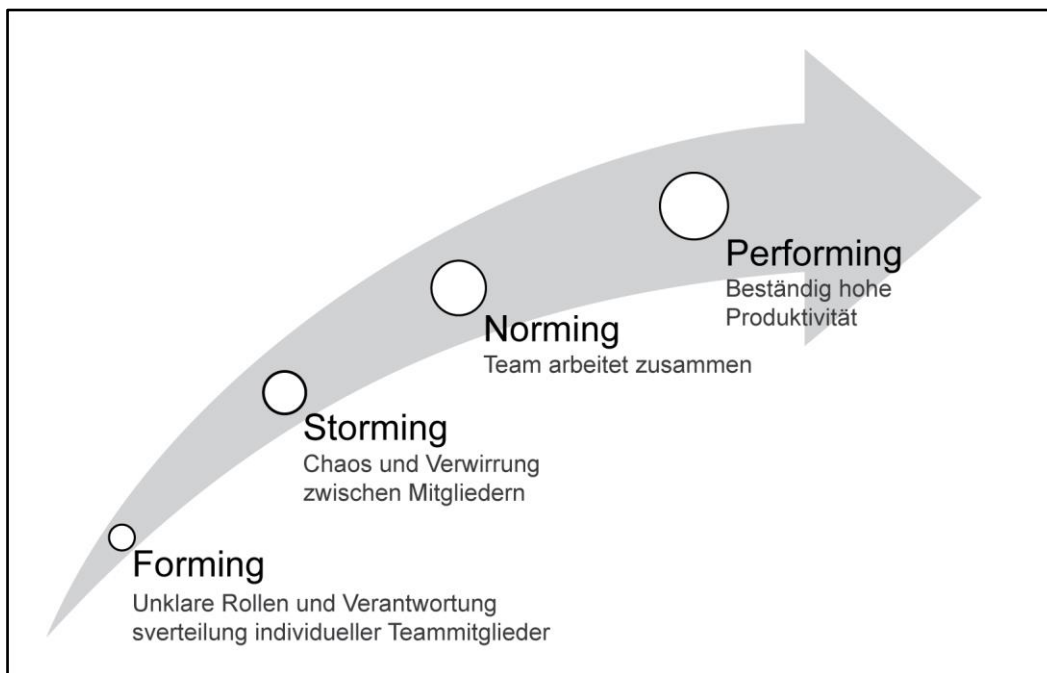 Performing
Beständig hohe
Produktivität
Norming
Team arbeitet zusammen
Storming
Chaos und Verwirrung
zwischen Mitgliedern
Forming
Unklare Rollen und Verantwortung
sverteilung individueller Teammitglieder